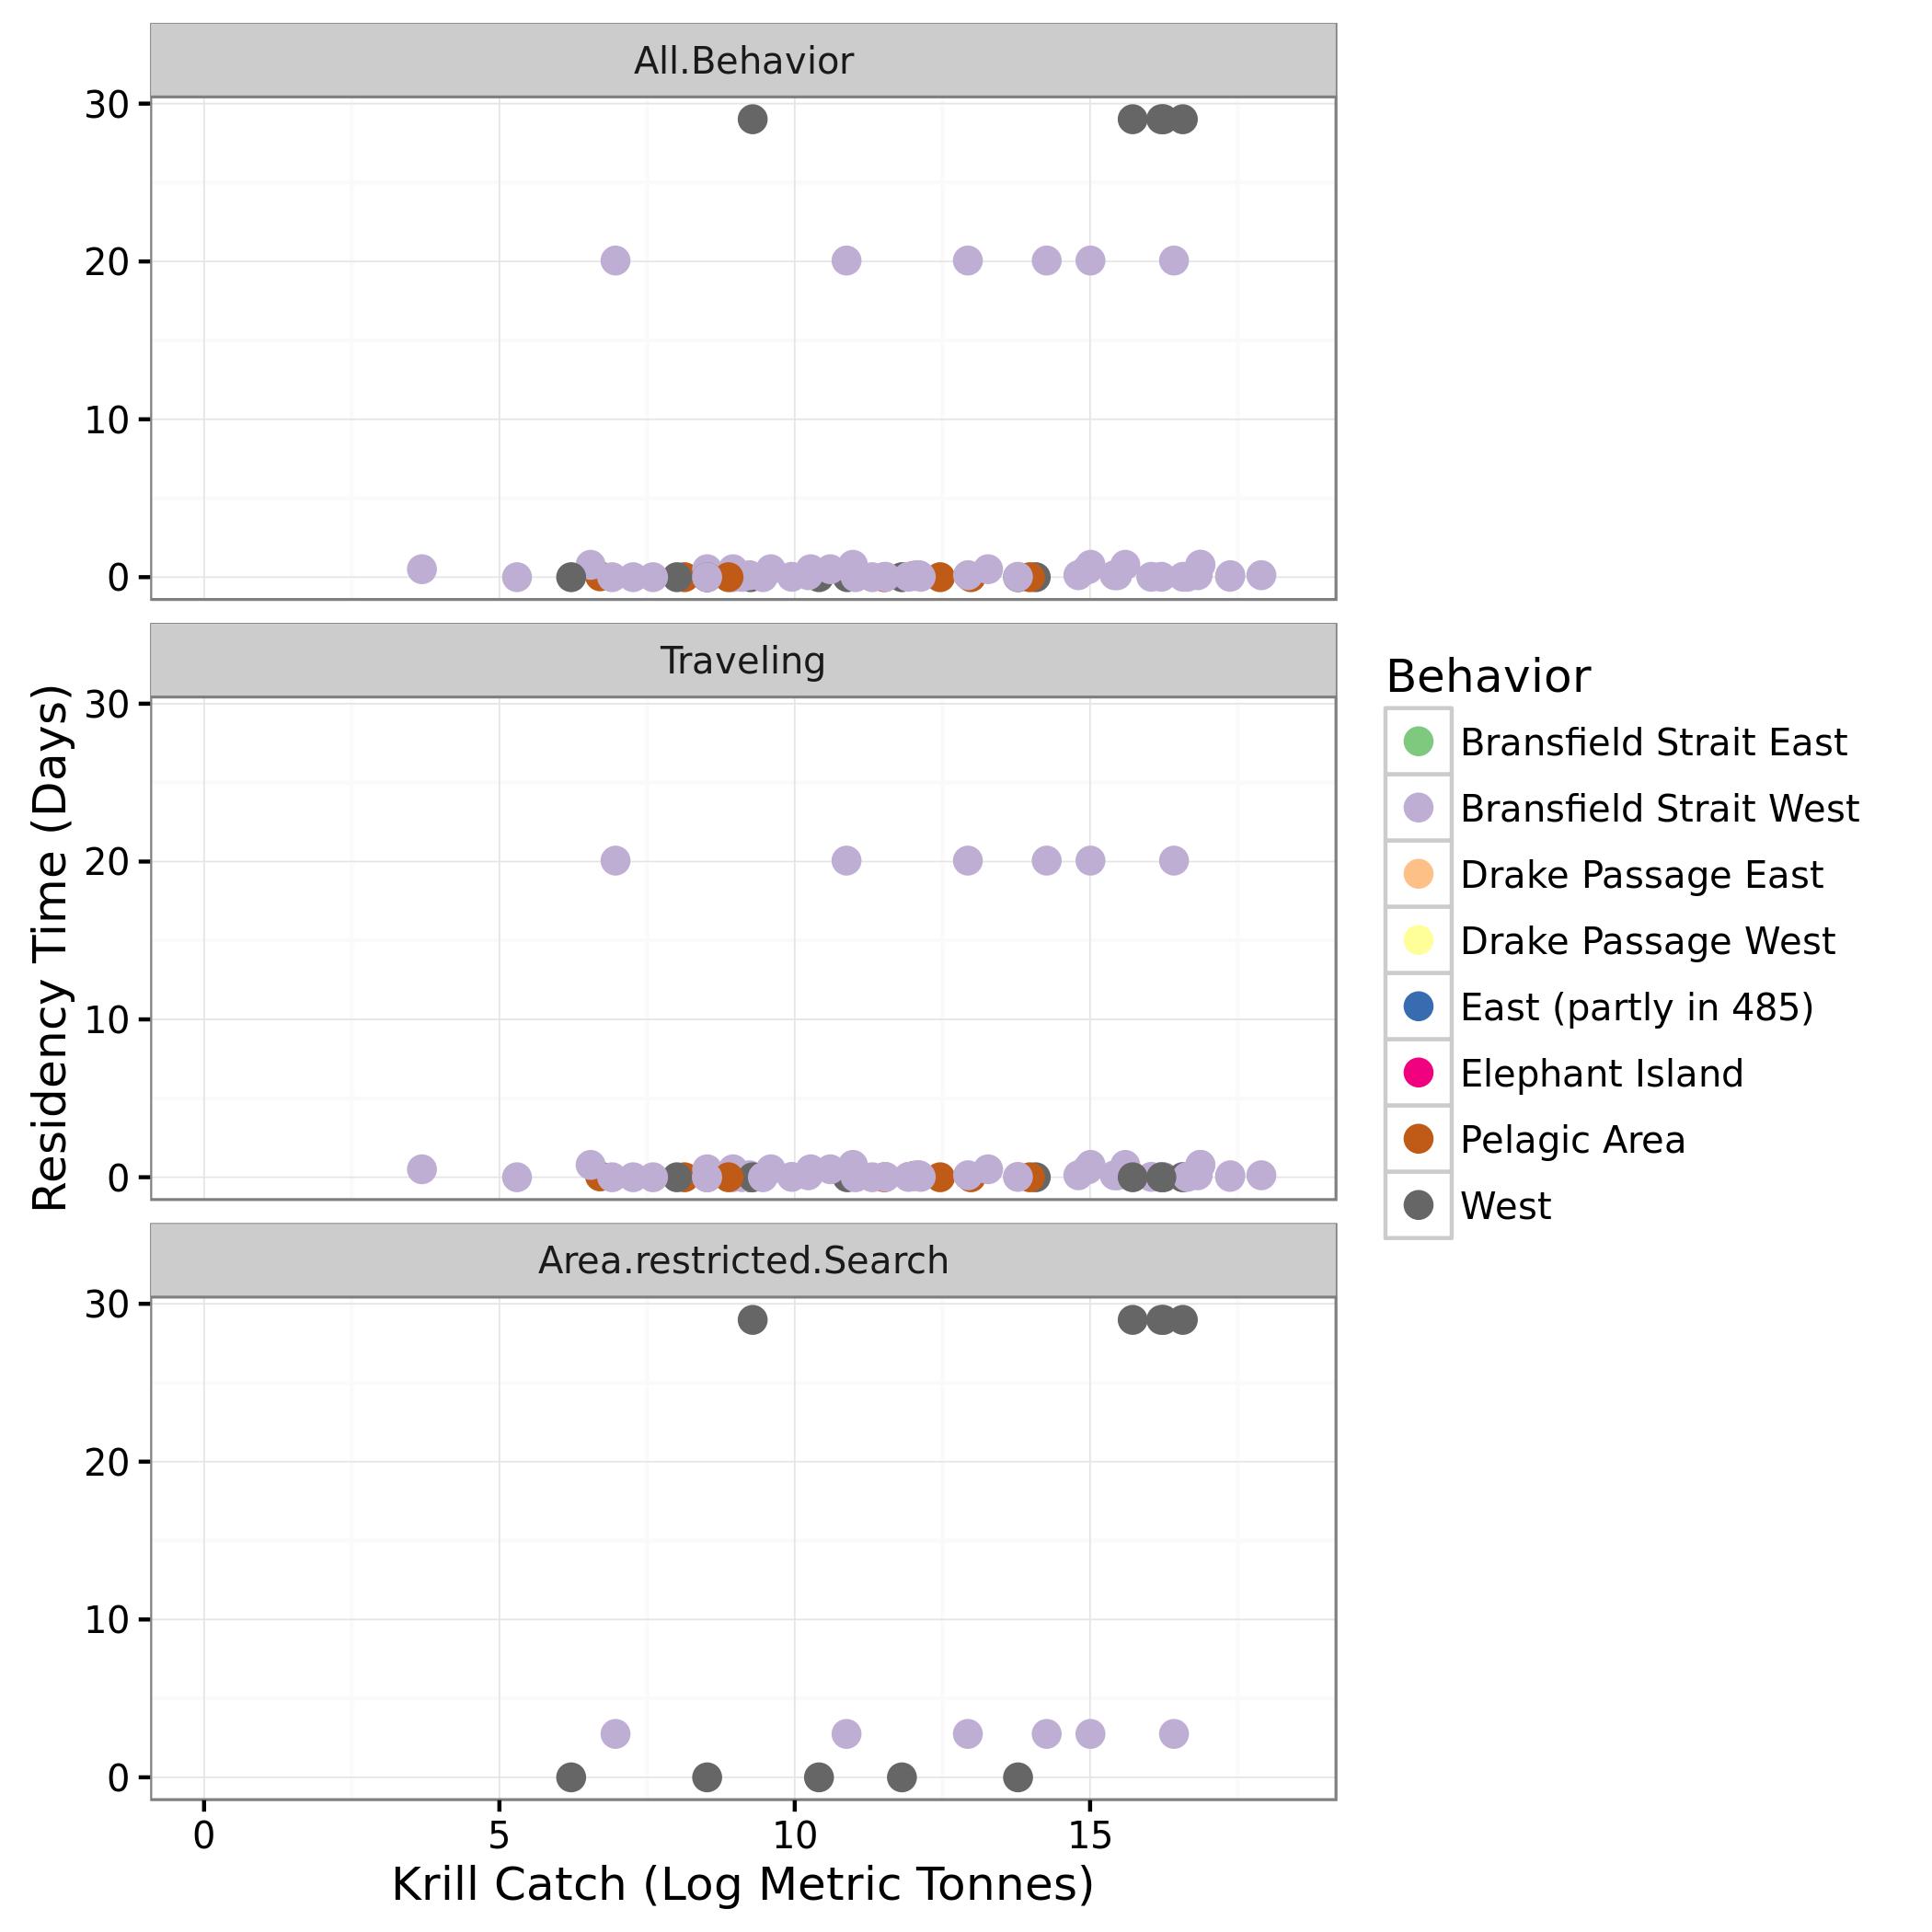 All.Behavior
30
20
10
0
Traveling
30
20
10
0
Area.restricted.Search
30
20
10
0
0 5 10 15
Krill Catch (Log Metric Tonnes)
Residency Time (Days)
Behavior
Bransfield Strait East
Bransfield Strait West
Drake Passage East
Drake Passage West
East (partly in 485)
Elephant Island
Pelagic Area
West